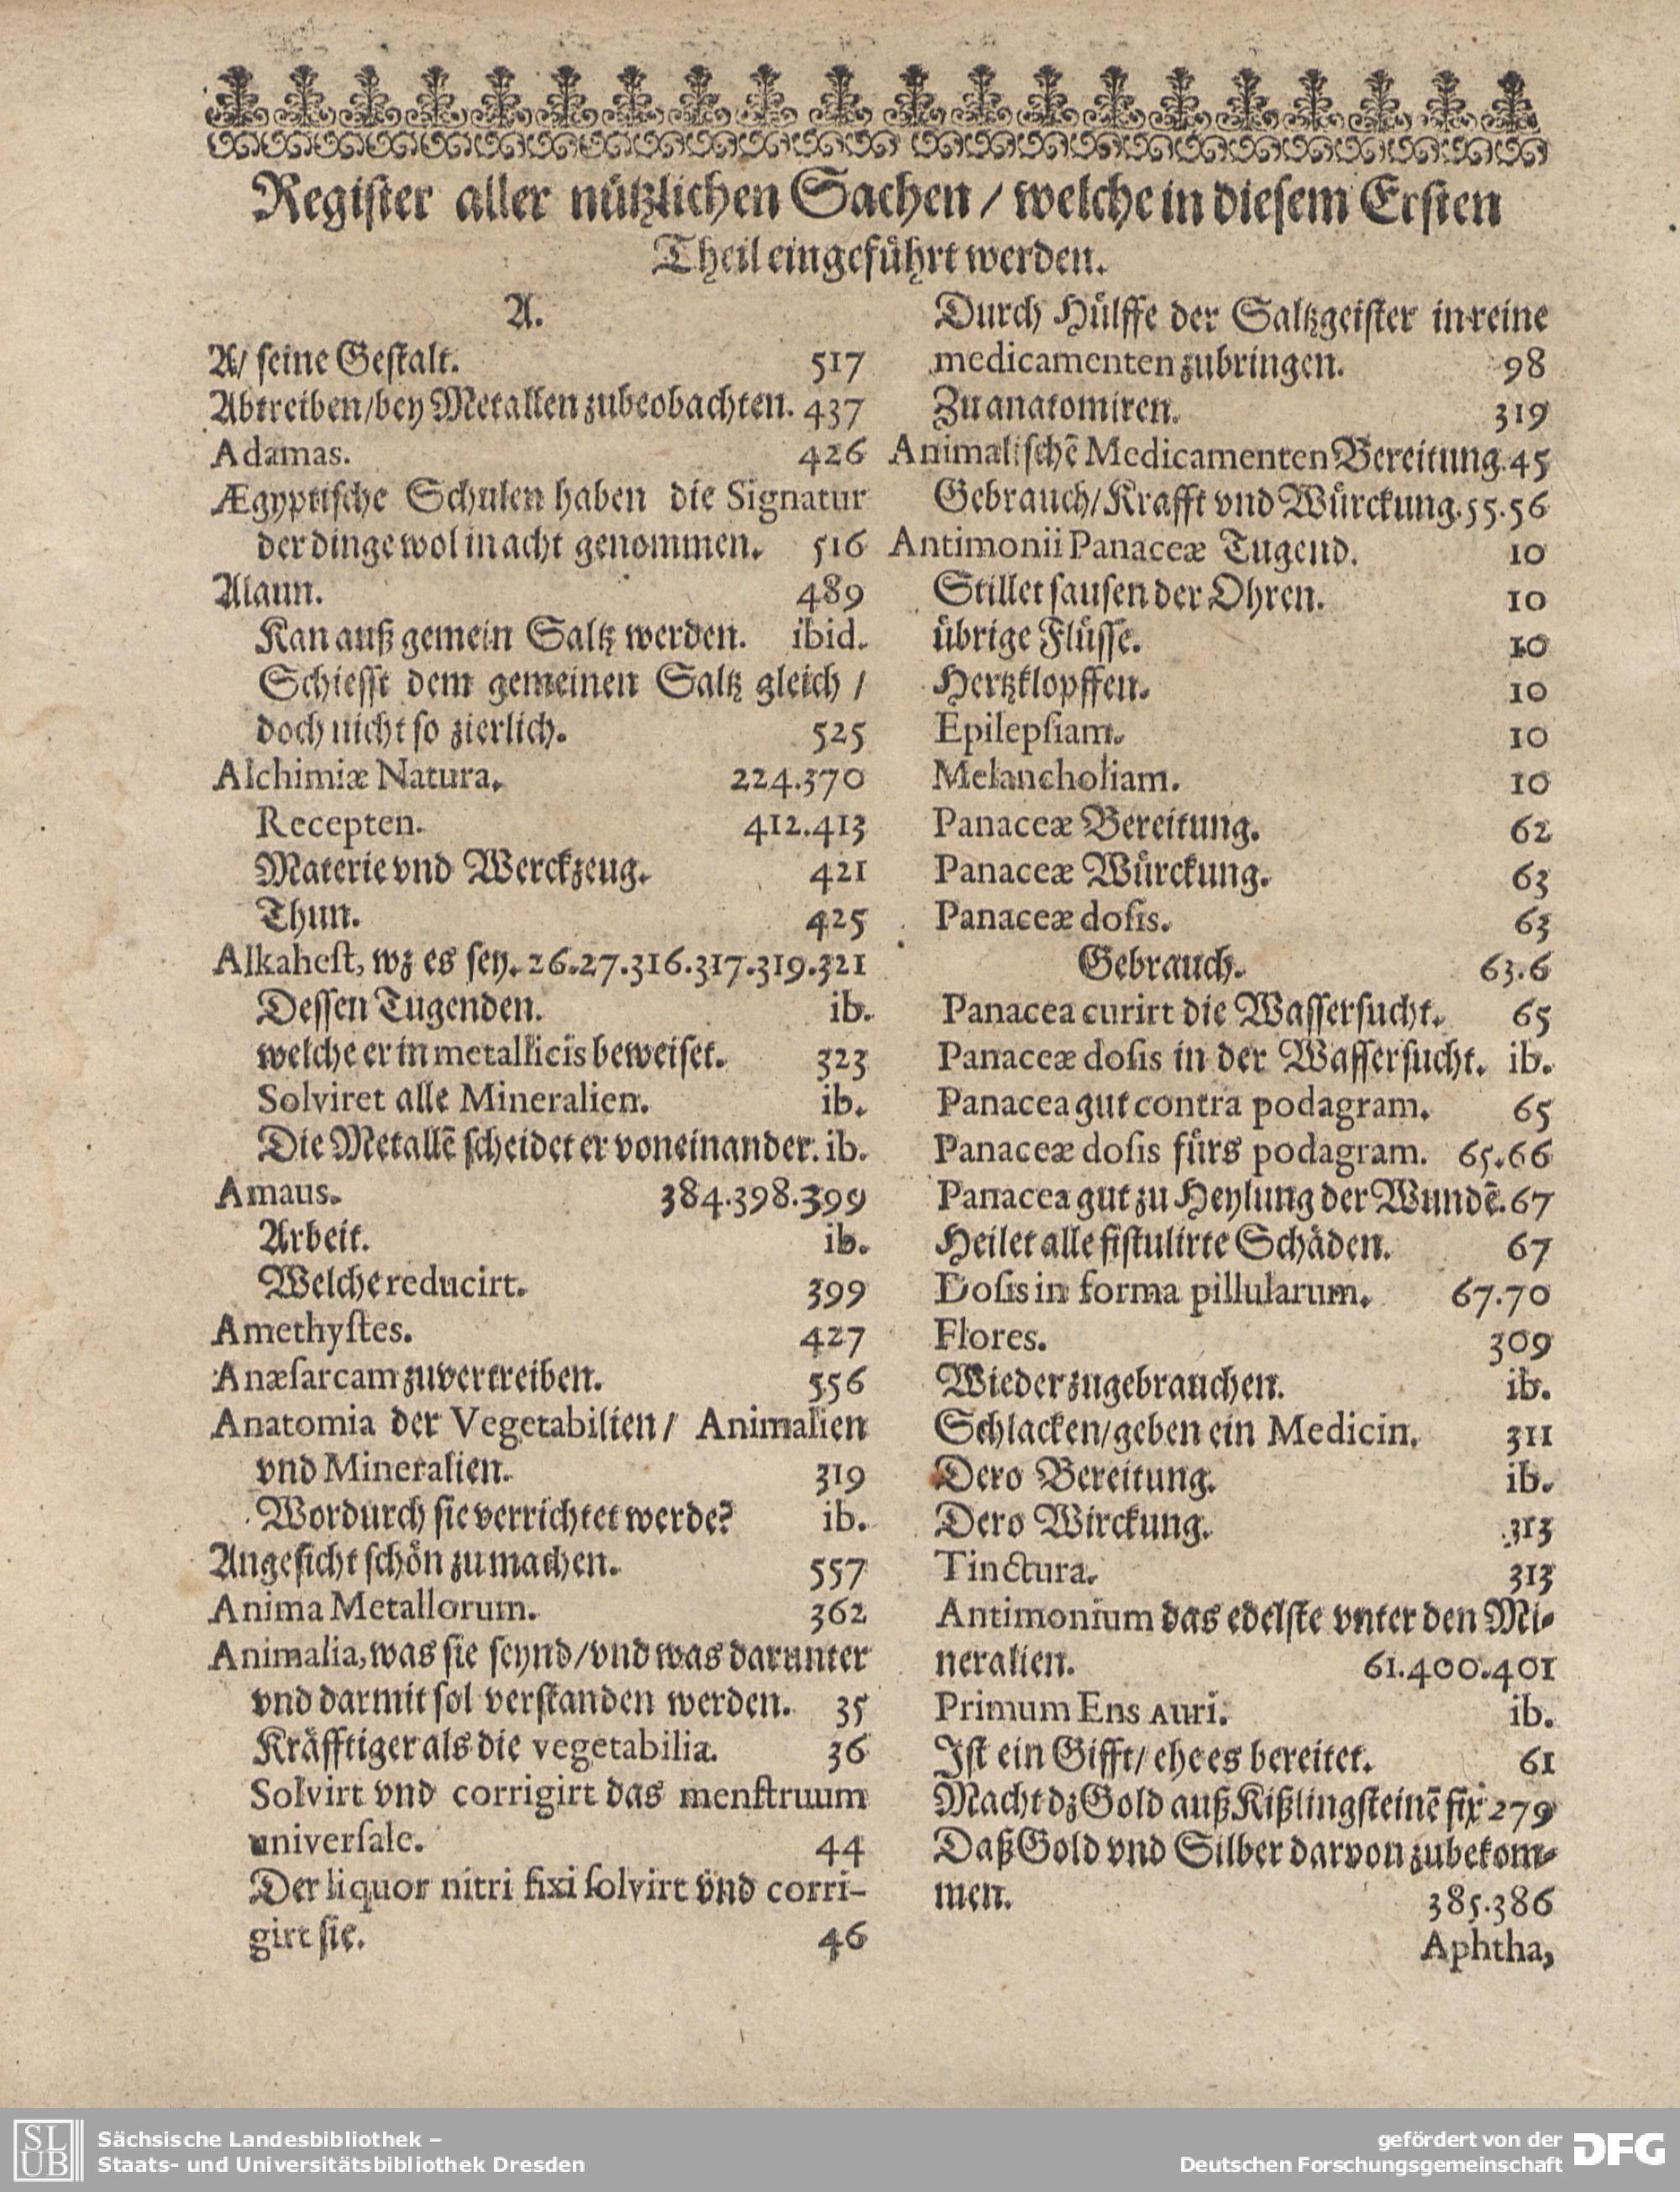 Register aller nützlichen Sachen / welche in diesem Ersten
Theil eingeführt werden.
A.
A/ seine Gestalt. 517
Abtreiben/bey Metallen zubeobachten. 437
Adamas. 426
Ægyptische Schulen haben die Signatur
der dinge wol in acht genommen. 516
Alaun. 489
Kan auß gemein Saltz werden. ibid.
Schiesst dem gemeinen Saltz gleich /
doch nicht so zierlich. 525
Alchimiæ Natura. 224.370
Recepten. 412.413
Materie vnd Werckzeug. 421
Thun. 425
Alkahest, wz es sey. 26.27.316.317.319.321
Dessen Tugenden. ib.
welche er in metallicis beweiset. 323
Solviret alle Mineralien. ib.
Die Metallē scheidet er voneinander. ib.
Amaus. 384.398.399
Arbeit. ib.
Welche reducirt. 399
Amethystes. 427
Anæsarcam zuvertreiben. 556
Anatomia der Vegetabilien / Animalien
vnd Mineralien. 319
Wordurch sie verrichtet werde? ib.
Angesicht schön zu machen. 557
Anima Metallorum. 362
Animalia, was sie seynd/vnd was darunter
vnd darmit sol verstanden werden. 35
Kräfftiger als die vegetabilia. 36
Solvirt vnd corrigirt das menstruum
universale. 44
Der liquor nitri fixi solvirt vnd corri-
girt sie. 46
Durch Hülffe der Saltzgeister in reine
medicamenten zubringen. 98
Zu anatomiren. 319
Animalischē Medicamenten Bereitung. 45
Gebrauch/Krafft vnd Würckung. 55.56
Antimonii Panaceæ Tugend. 10
Stillet sausen der Ohren. 10
übrige Flüsse. 10
Hertzklopffen. 10
Epilepsiam. 10
Melancholiam. 10
Panaceæ Bereitung. 62
Panaceæ Würckung. 63
Panaceæ dosis. 63
Gebrauch. 63.6
Panacea curirt die Wassersucht. 65
Panaceæ dosis in der Wassersucht. ib.
Panacea gut contra podagram. 65
Panaceæ dosis fürs podagram. 65.66
Panacea gut zu Heylung der Wundē. 67
Heilet alle fistulirte Schäden. 67
Dosis in forma pillularum. 67.70
Flores. 309
Wieder zugebrauchen. ib.
Schlacken/geben ein Medicin. 311
Dero Bereitung. ib.
Dero Wirckung. 313
Tinctura. 313
Antimonium das edelste vnter den Mi-
neralien. 61.400.401
Primum Ens Auri. ib.
Ist ein Gifft/ ehe es bereitet. 61
Macht dz Gold auß Kißlingsteinē fix 279
Daß Gold vnd Silber darvon zubekom-
men. 385.386
Aphtha,
SLUB
Sächsische Landesbibliothek –
Staats- und Universitätsbibliothek Dresden
gefördert von der
Deutschen Forschungsgemeinschaft
DFG